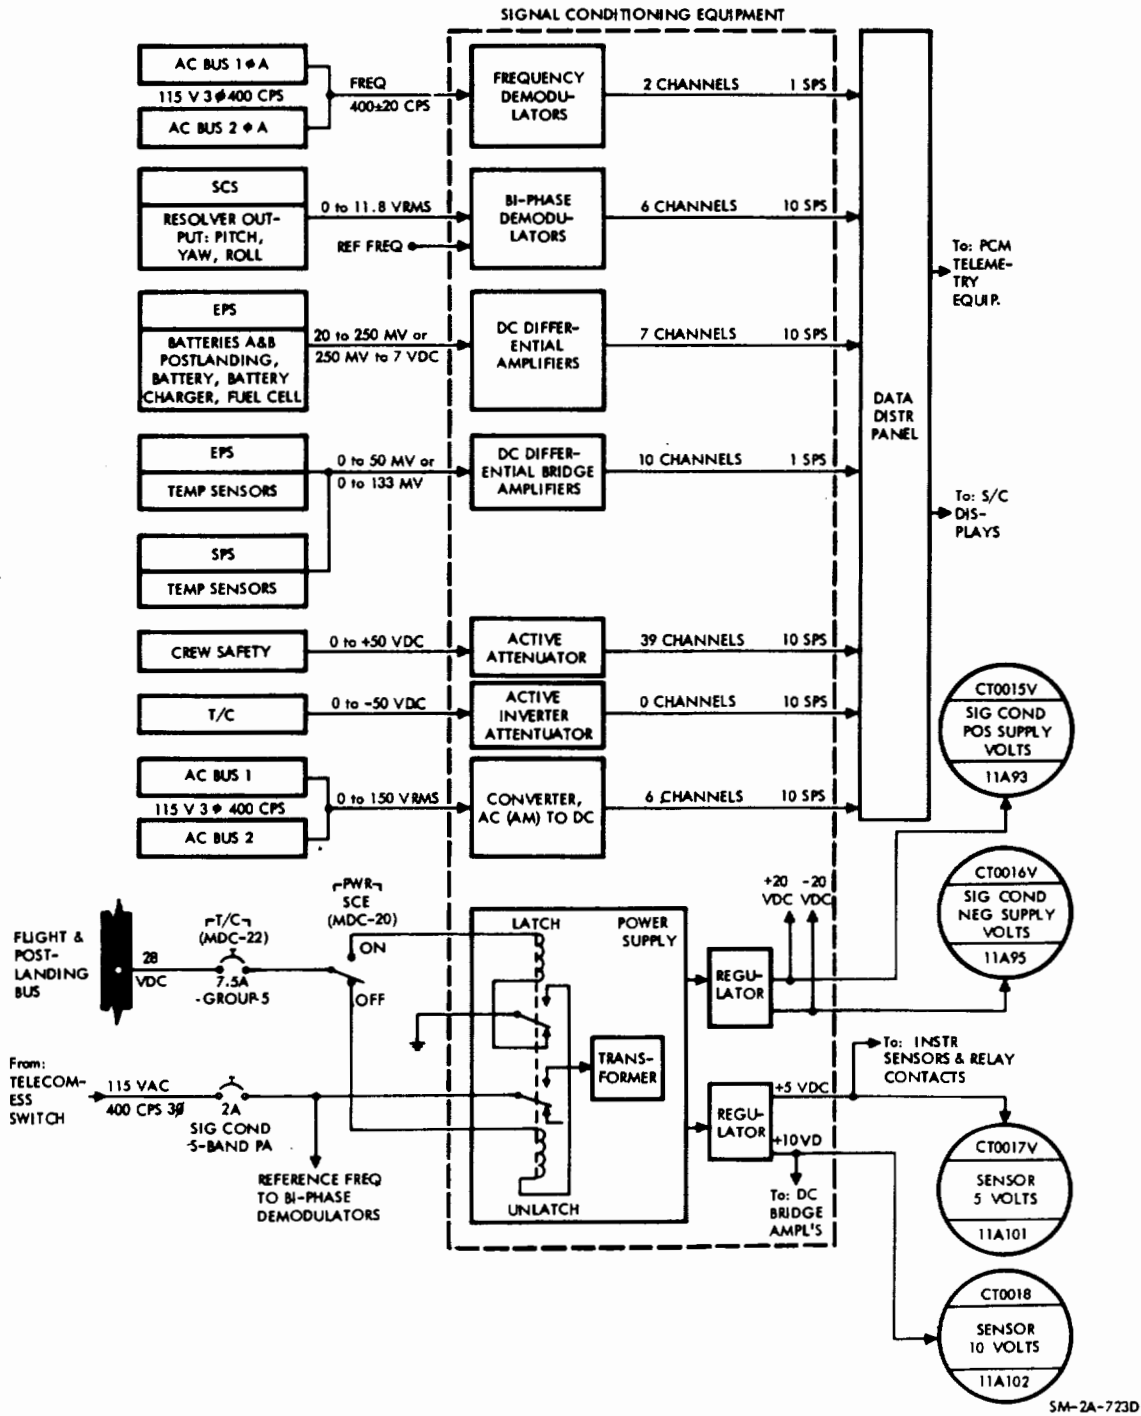 SIGNAL CONDITIONING EQUIPMENT
AC BUS 1 ϕ A
115 V 3 ϕ 400 CPS
AC BUS 2 ϕ A
FREQ
400±20 CPS
FREQUENCY
DEMODU-
LATORS
2 CHANNELS 1 SPS
SCS
RESOLVER OUT-
PUT: PITCH,
YAW, ROLL
0 to 11.8 VRMS
REF FREQ
BI-PHASE
DEMODU-
LATORS
6 CHANNELS 10 SPS
EPS
BATTERIES A&B
POSTLANDING,
BATTERY, BATTERY
CHARGER, FUEL CELL
20 to 250 MV or
250 MV to 7 VDC
DC DIFFER-
ENTIAL
AMPLIFIERS
7 CHANNELS 10 SPS
EPS
TEMP SENSORS
0 to 50 MV or
0 to 133 MV
DC DIFFER-
ENTIAL BRIDGE
AMPLIFIERS
10 CHANNELS 1 SPS
SPS
TEMP SENSORS
CREW SAFETY
0 to +50 VDC
ACTIVE
ATTENUATOR
39 CHANNELS 10 SPS
T/C
0 to -50 VDC
ACTIVE
INVERTER
ATTENTUATOR
0 CHANNELS 10 SPS
AC BUS 1
115 V 3 ϕ 400 CPS
AC BUS 2
0 to 150 VRMS
CONVERTER,
AC (AM) TO DC
6 CHANNELS 10 SPS
DATA
DISTR
PANEL
To: PCM
TELEME-
TRY
EQUIP.
To: S/C
DIS-
PLAYS
CT0015V
SIG COND
POS SUPPLY
VOLTS
11A93
CT0016V
SIG COND
NEG SUPPLY
VOLTS
11A95
FLIGHT &
POST-
LANDING
BUS
28
VDC
T/C
(MDC-22)
7.5A
-GROUP-5
PWR
SCE
(MDC-20)
ON
OFF
LATCH
POWER
SUPPLY
TRANS-
FORMER
UNLATCH
REGU-
LATOR
+20
VDC
-20
VDC
REGU-
LATOR
+5 VDC
+10 VD
To: DC
BRIDGE
AMPL'S
To: INSTR
SENSORS & RELAY
CONTACTS
From:
TELECOM-
ESS
SWITCH
115 VAC
400 CPS 3ϕ
2A
SIG COND
S-BAND PA
REFERENCE FREQ
TO BI-PHASE
DEMODULATORS
CT0017V
SENSOR
5 VOLTS
11A101
CT0018
SENSOR
10 VOLTS
11A102
SM-2A-723D